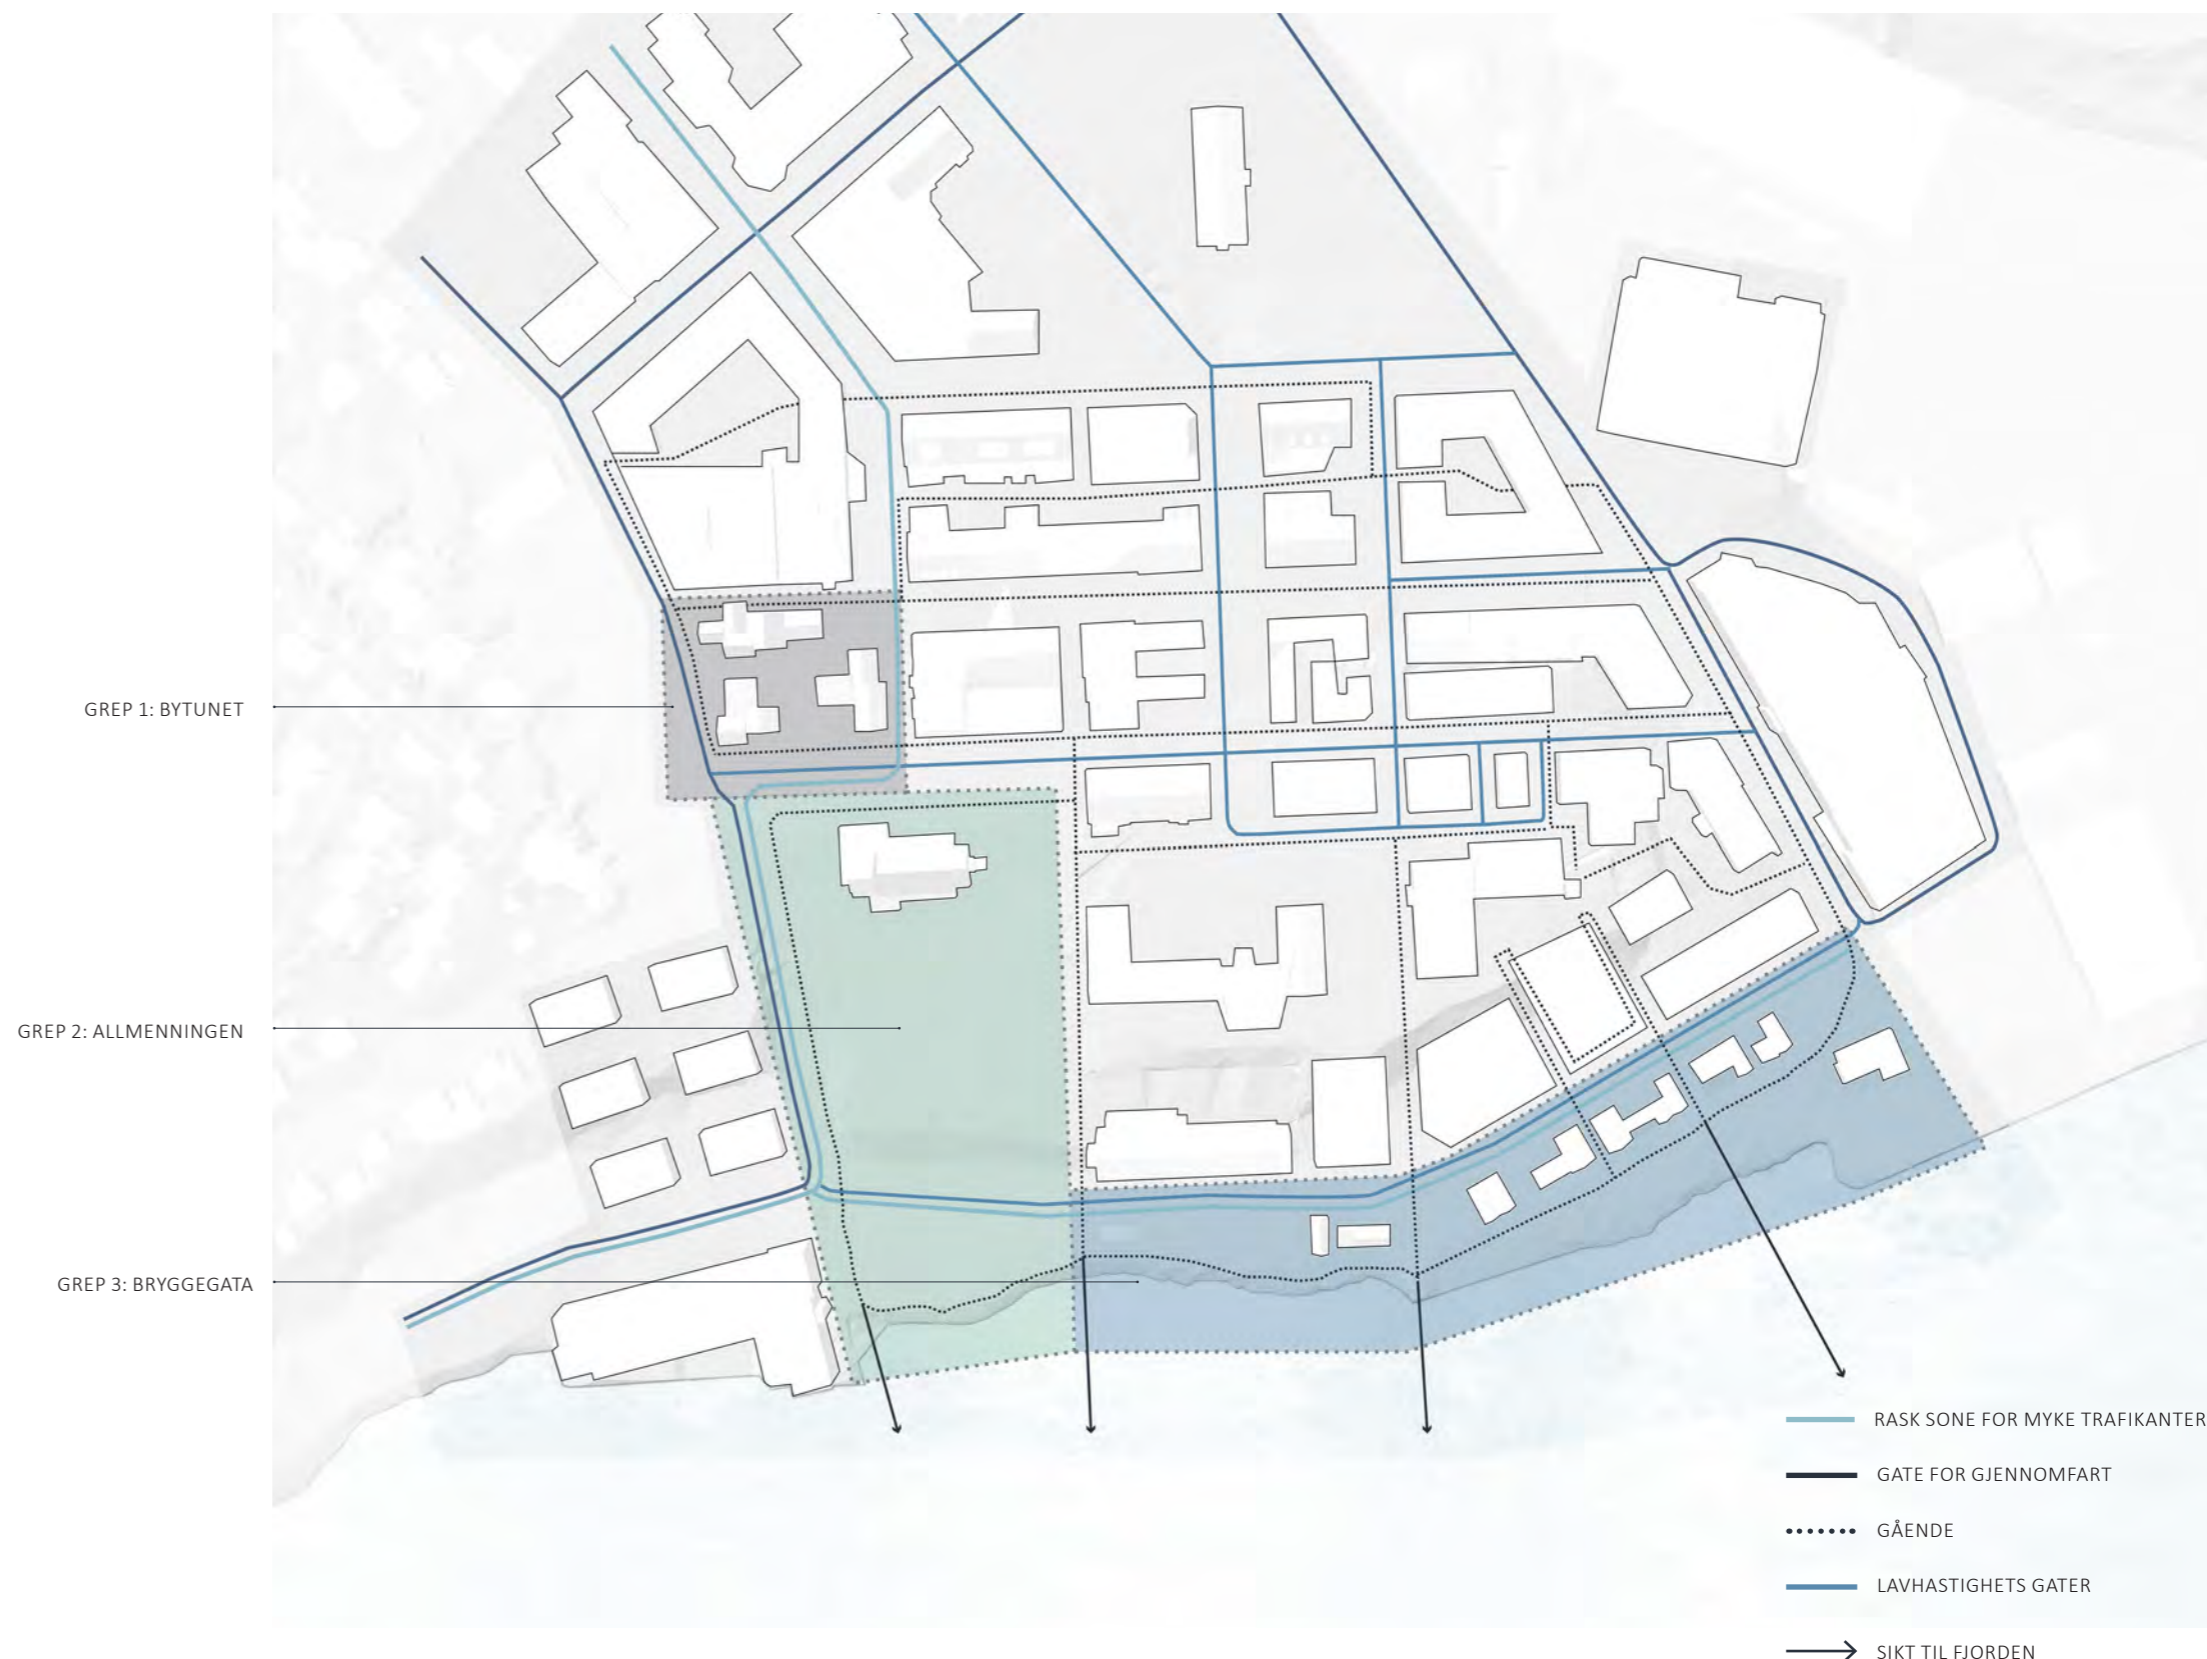 GREP 1: BYTUNET
GREP 2: ALLMENNINGEN
GREP 3: BRYGGEGATA
RASK SONE FOR MYKE TRAFIKANTER
GATE FOR GJENNOMFART
GÅENDE
LAVHASTIGHETS GATER
SIKT TIL FJORDEN